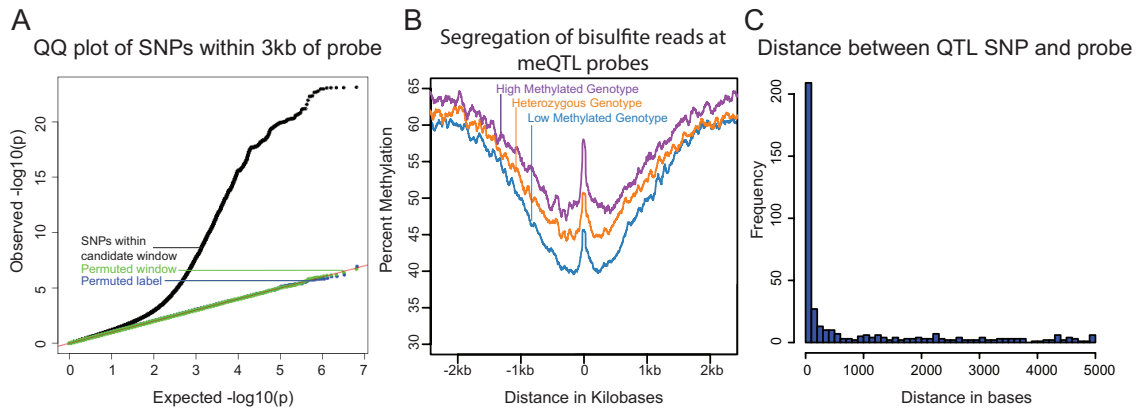 A
QQ plot of SNPs within 3kb of probe
Observed -log10(p)
20
15
10
5
0
SNPs within
candidate window
Permuted window
Permuted label
0 1 2 3 4 5 6 7
Expected -log10(p)
B
Segregation of bisulfite reads at
meQTL probes
Percent Methylation
65
60
55
50
45
40
35
30
High Methylated Genotype
Heterozygous Genotype
Low Methylated Genotype
-2kb -1kb 0 1kb 2kb
Distance in Kilobases
C
Distance between QTL SNP and probe
Frequency
200
150
100
50
0
0 1000 2000 3000 4000 5000
Distance in bases